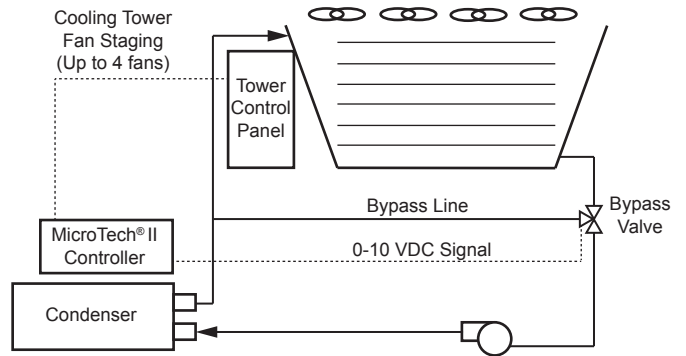 Cooling Tower
Fan Staging
(Up to 4 fans)
Tower
Control
Panel
Bypass Line
Bypass
Valve
MicroTech® II
Controller
0-10 VDC Signal
Condenser